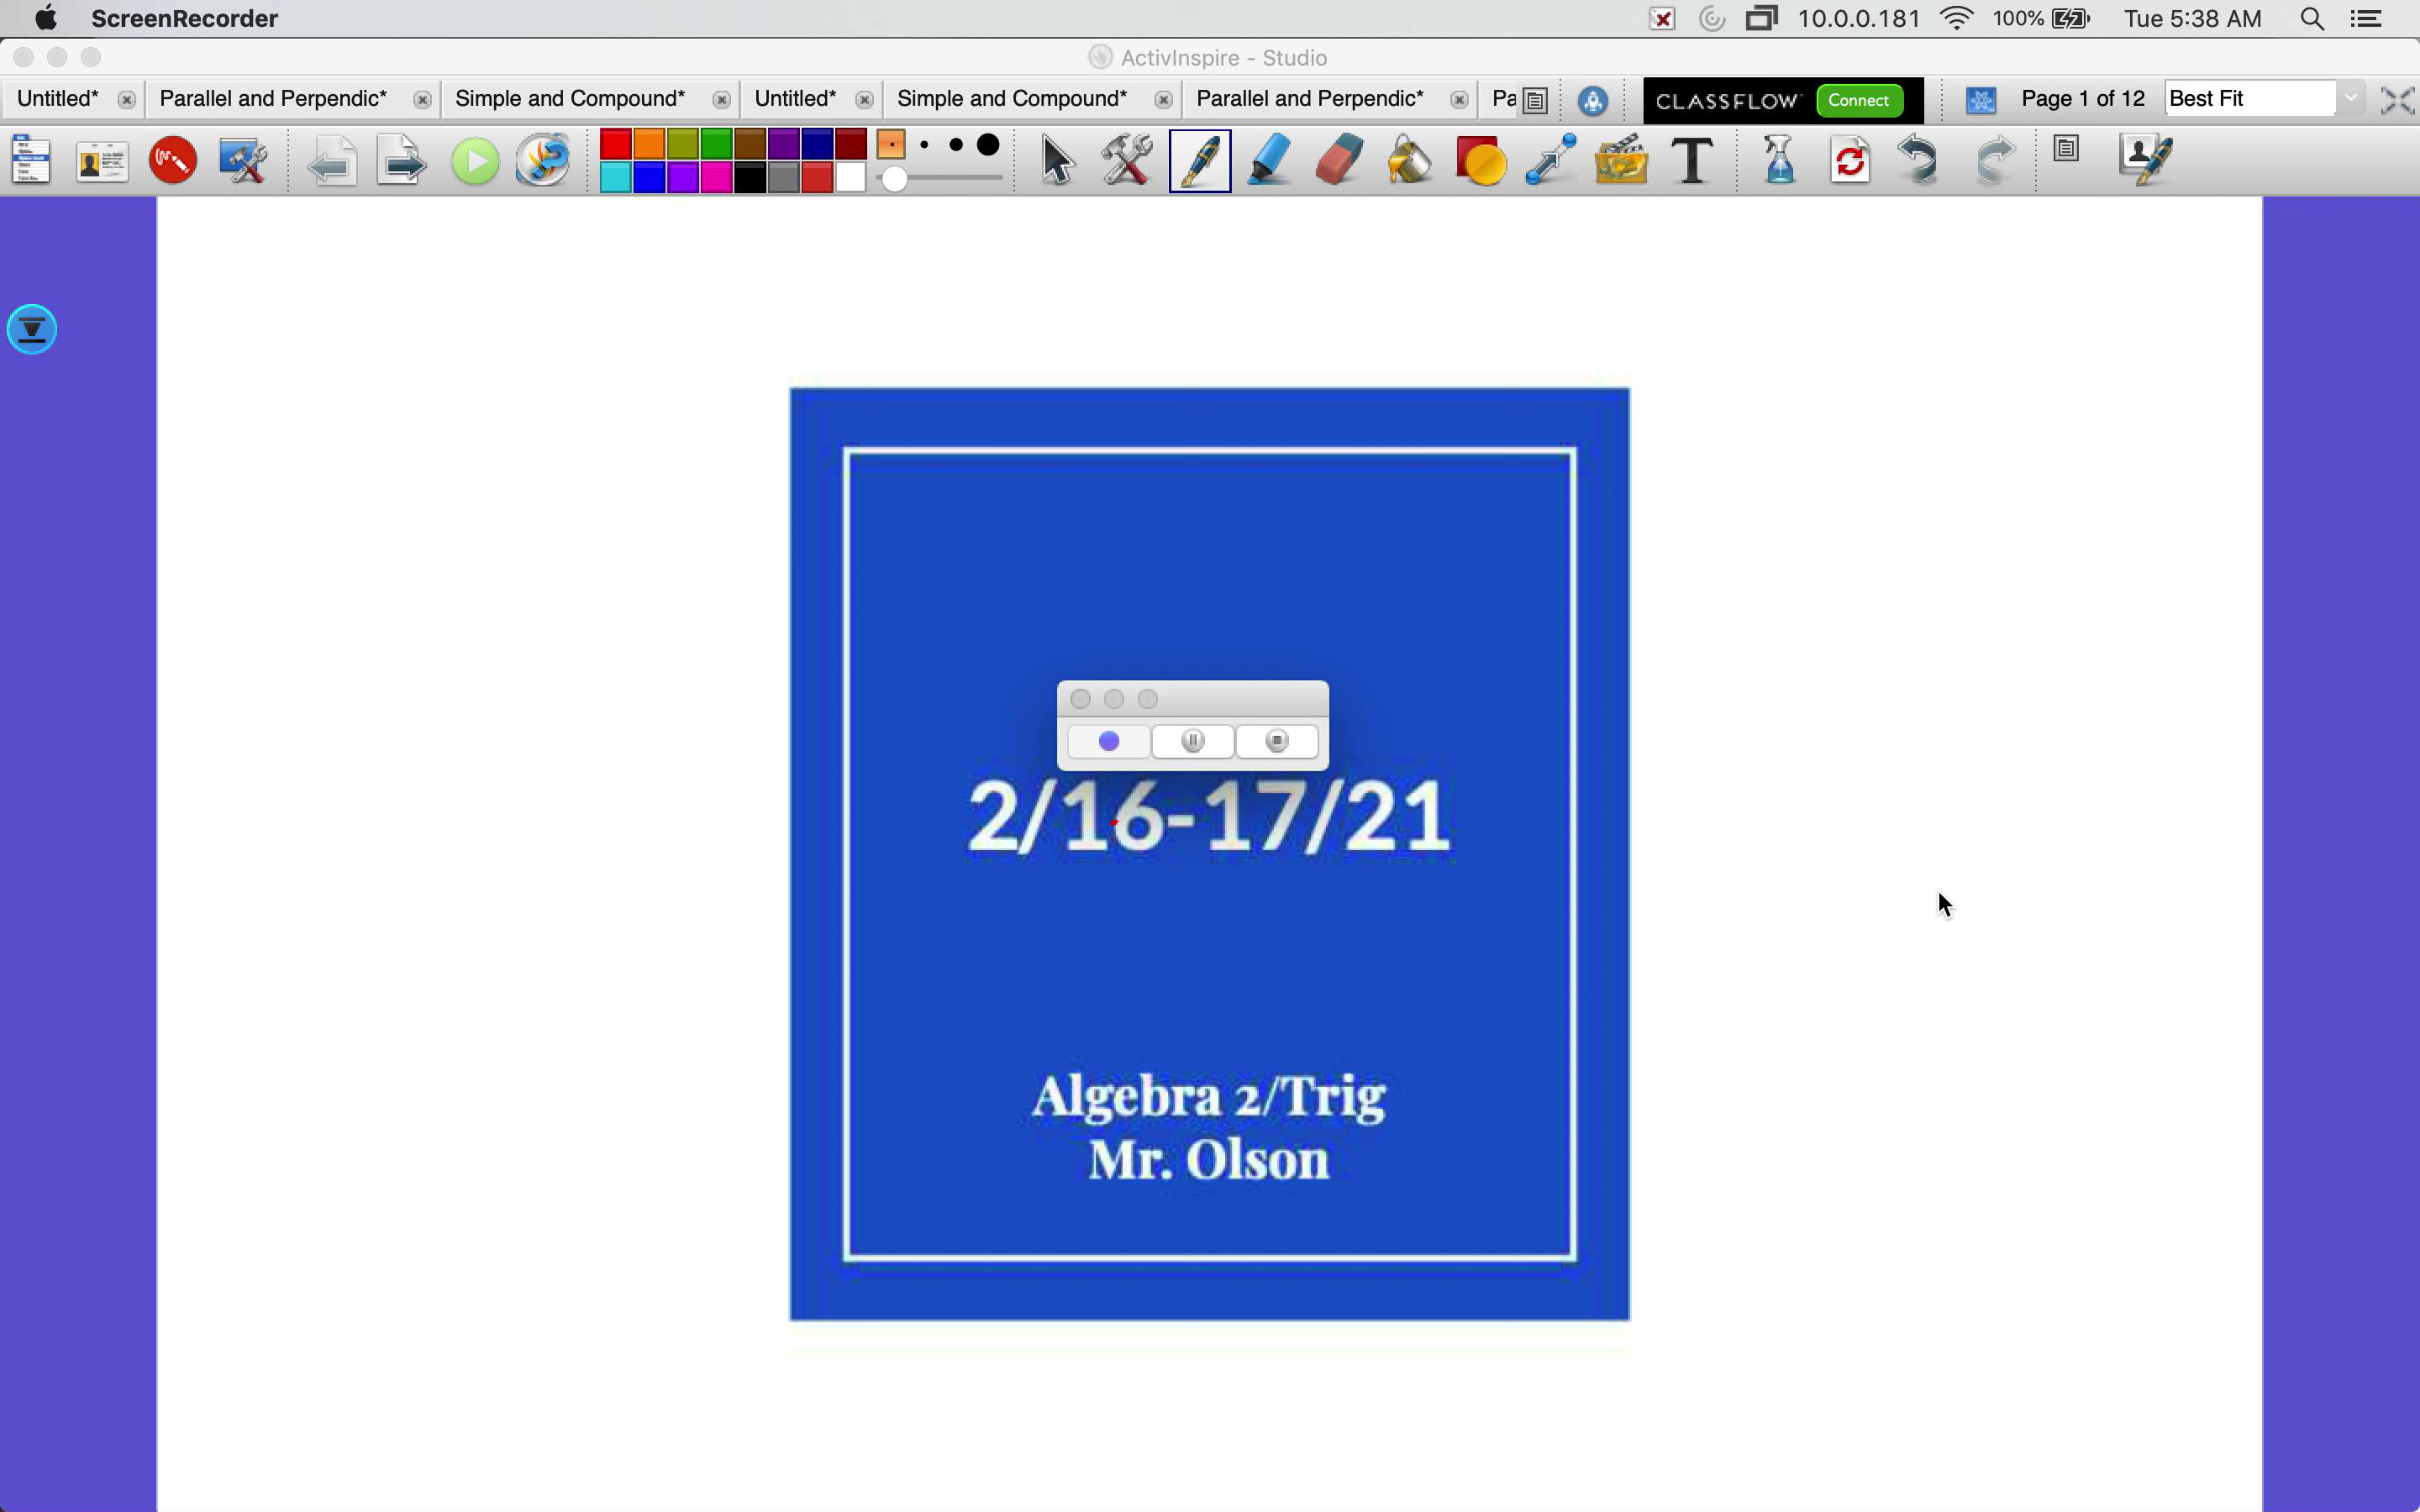 ScreenRecorder 10.0.0.181 100% Tue 5:38 AM
ActivInspire - Studio
Untitled* Parallel and Perpendic* Simple and Compound* Untitled* Simple and Compound* Parallel and Perpendic* Pa CLASSFLOW Connect Page 1 of 12 Best Fit
T
2/16-17/21
Algebra 2/Trig
Mr. Olson